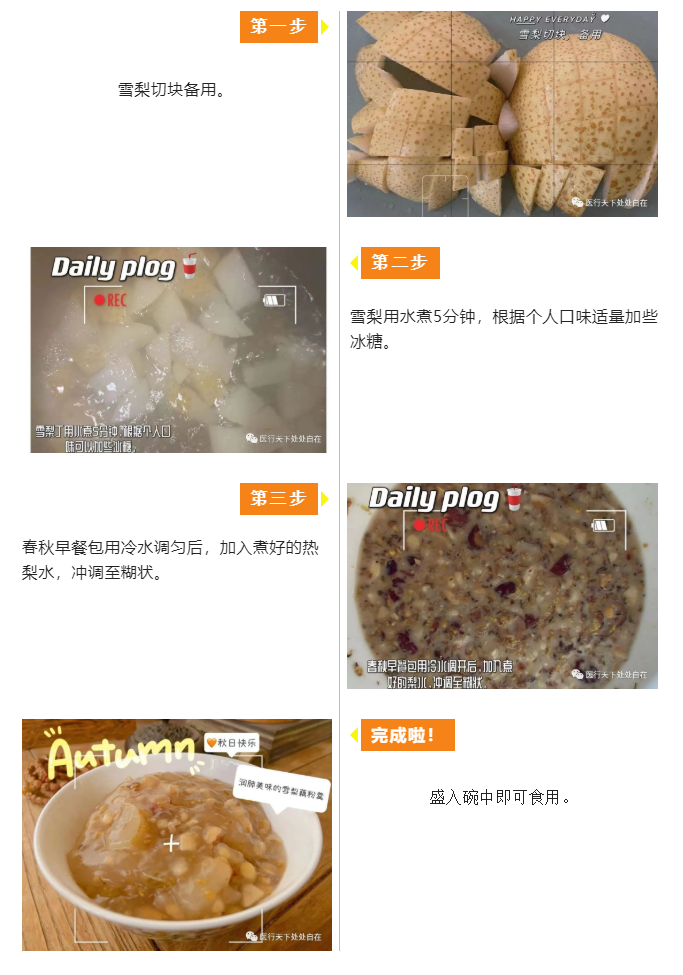 第一步
HAPPY EVERYDAY
雪梨切块，备用
雪梨切块备用。
医行天下处处自在
Daily plog
REC
第二步
雪梨用水煮5分钟，根据个人口味适量加些
冰糖。
雪梨丁用水煮5分钟，根据个人口
味可以加些冰糖。
医行天下处处自在
第三步
Daily plog
REC
春秋早餐包用冷水调匀后，加入煮好的热
梨水，冲调至糊状。
春秋早餐包用冷水调开后，加入煮
好的梨水，冲调至糊状。
医行天下处处自在
Autumn
秋日快乐
润肺美味的雪梨藕粉羹
完成啦！
盛入碗中即可食用。
医行天下处处自在